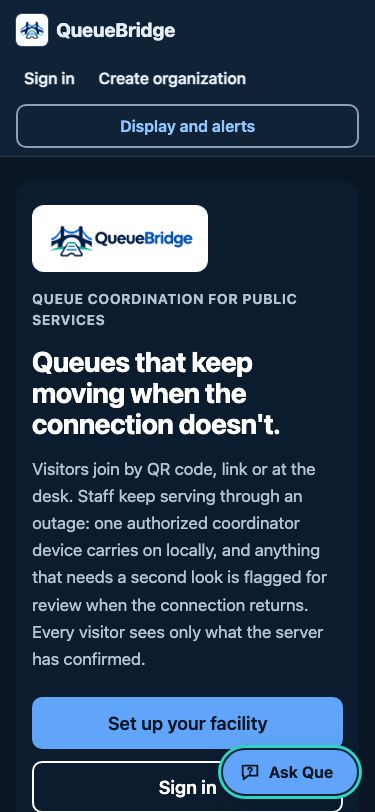 QueueBridge
Sign in Create organization
Display and alerts
QueueBridge
QUEUE COORDINATION FOR PUBLIC
SERVICES
Queues that keep
moving when the
connection doesn't.
Visitors join by QR code, link or at the
desk. Staff keep serving through an
outage: one authorized coordinator
device carries on locally, and anything
that needs a second look is flagged for
review when the connection returns.
Every visitor sees only what the server
has confirmed.
Set up your facility
Sign in
Ask Que